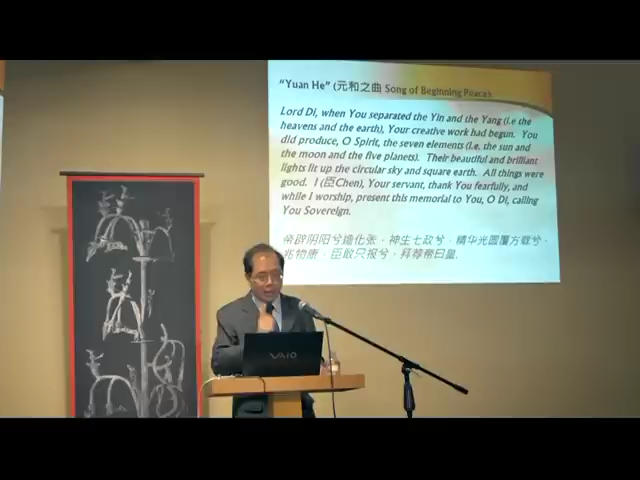 "Yuan He" (元和之曲 Song of Beginning Peace).
Lord Di, when You separated the Yin and the Yang (i.e the
heavens and the earth), Your creative work had begun. You
did produce, O Spirit, the seven elements (i.e. the sun and
the moon and the five planets). Their beautiful and brilliant
lights lit up the circular sky and square earth. All things were
good. I (臣Chen), Your servant, thank You fearfully, and
while I worship, present this memorial to You, O Di, calling
You Sovereign.
帝辟阴阳兮造化张，神生七政兮，精华光圆覆方载兮，
兆物康，臣敢只报兮，拜荐帝曰皇.
VAIO